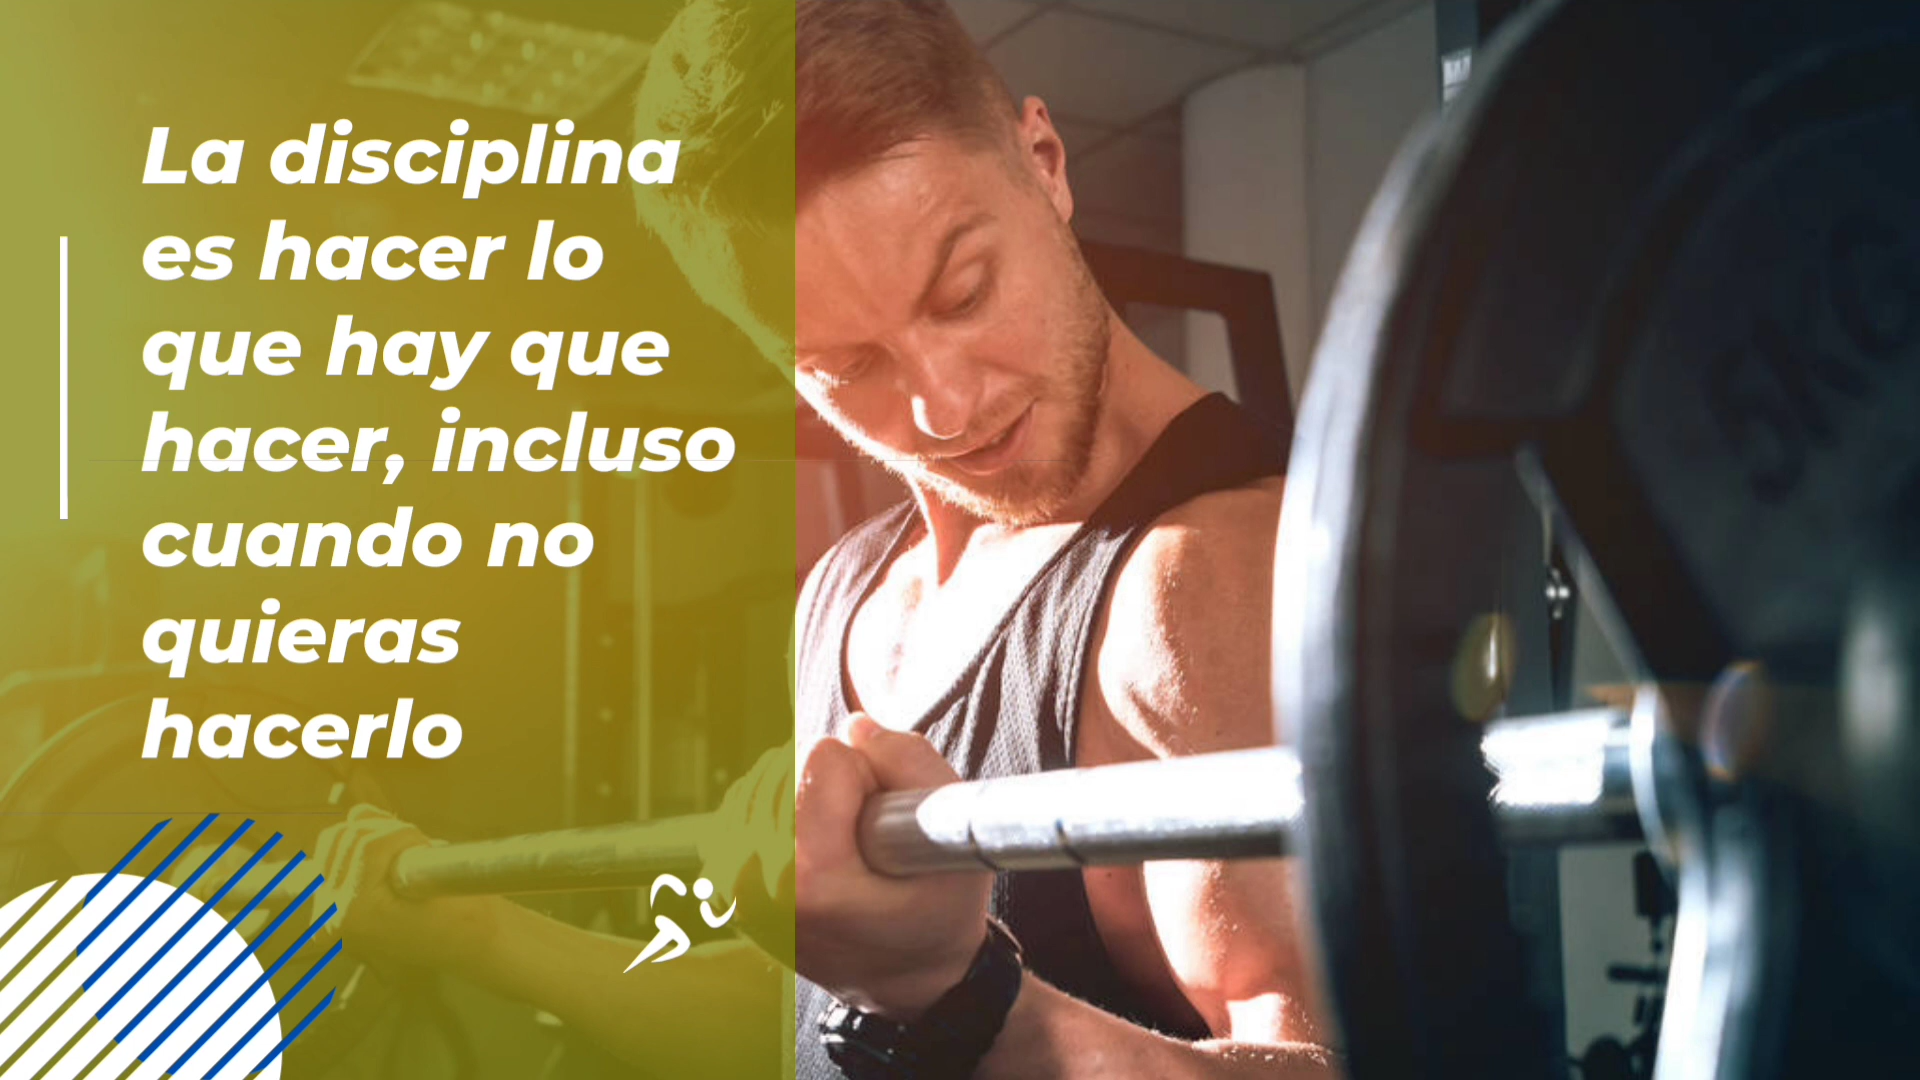 La disciplina
es hacer lo
que hay que
hacer, incluso
cuando no
quieras
hacerlo